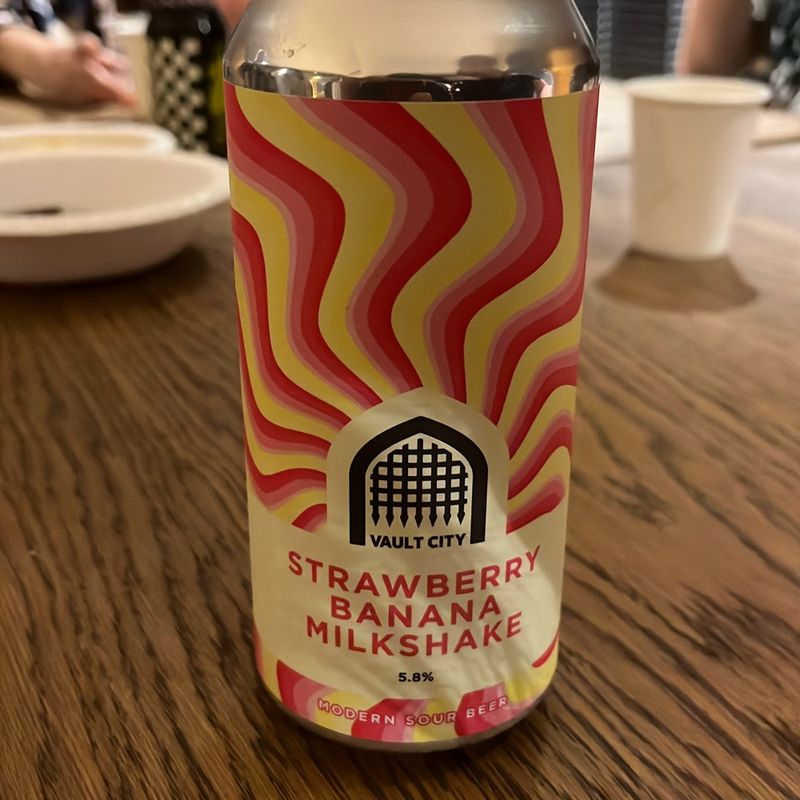 VAULT CITY
STRAWBERRY
BANANA
MILKSHAKE
5.8%
MODERN SOUR BEER